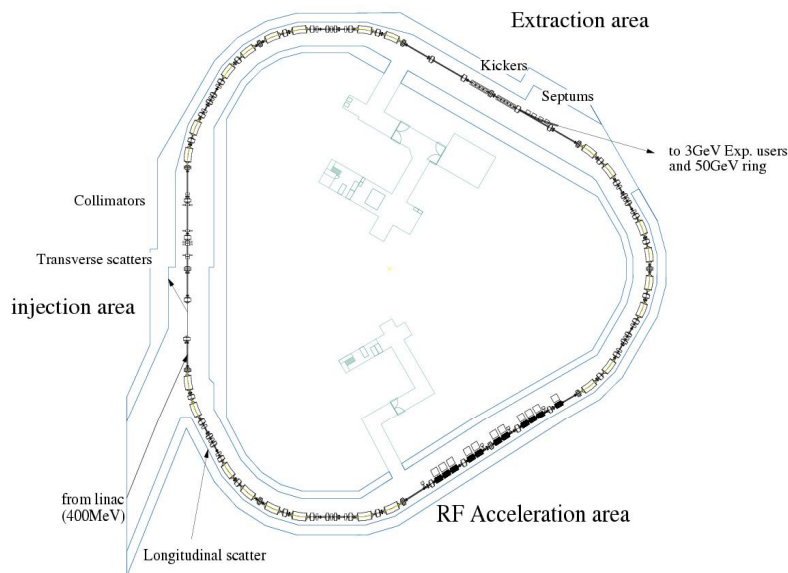 Extraction area
Kickers
Septums
to 3GeV Exp. users
and 50GeV ring
Collimators
Transverse scatters
injection area
from linac
(400MeV)
RF Acceleration area
Longitudinal scatter